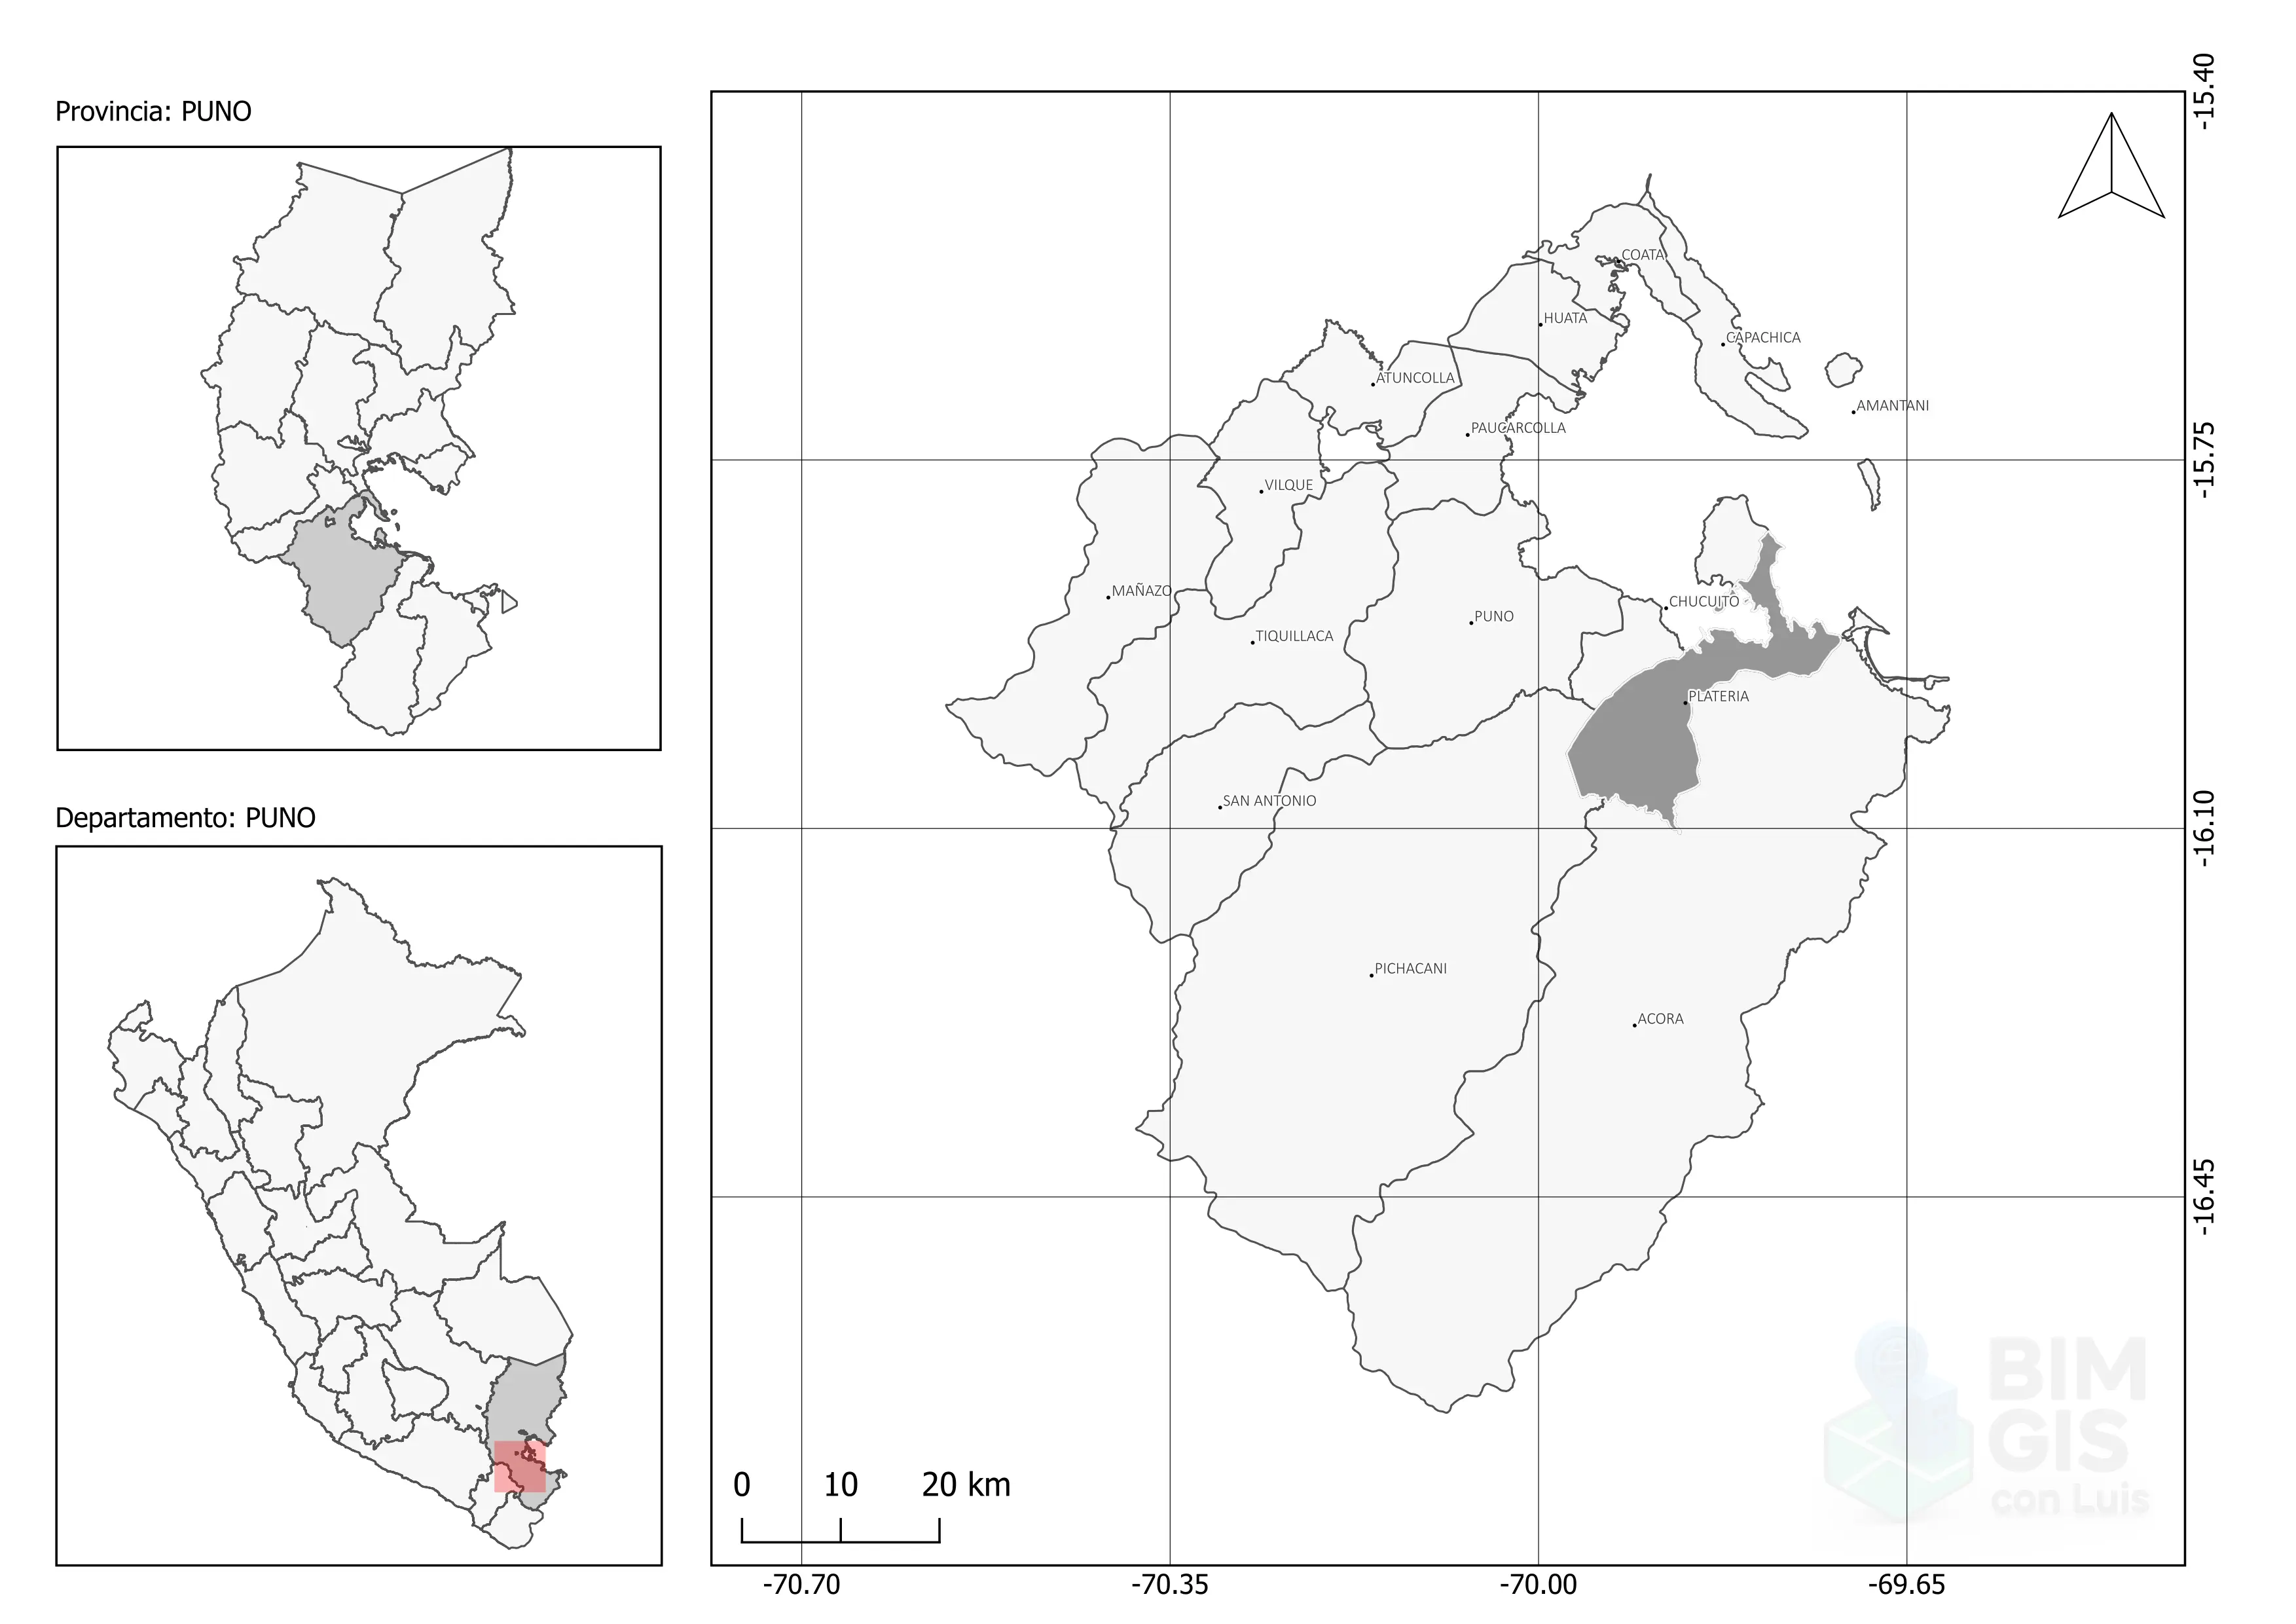 Provincia: PUNO
Departamento: PUNO
-15.40
-15.75
-16.10
-16.45
COATA
HUATA
CAPACHICA
ATUNCOLLA
AMANTANI
PAUCARCOLLA
VILQUE
MAÑAZO
CHUCUITO
PUNO
TIQUILLACA
PLATERIA
SAN ANTONIO
PICHACANI
ACORA
BIM
GIS
con Luis
0 10 20 km
-70.70 -70.35 -70.00 -69.65